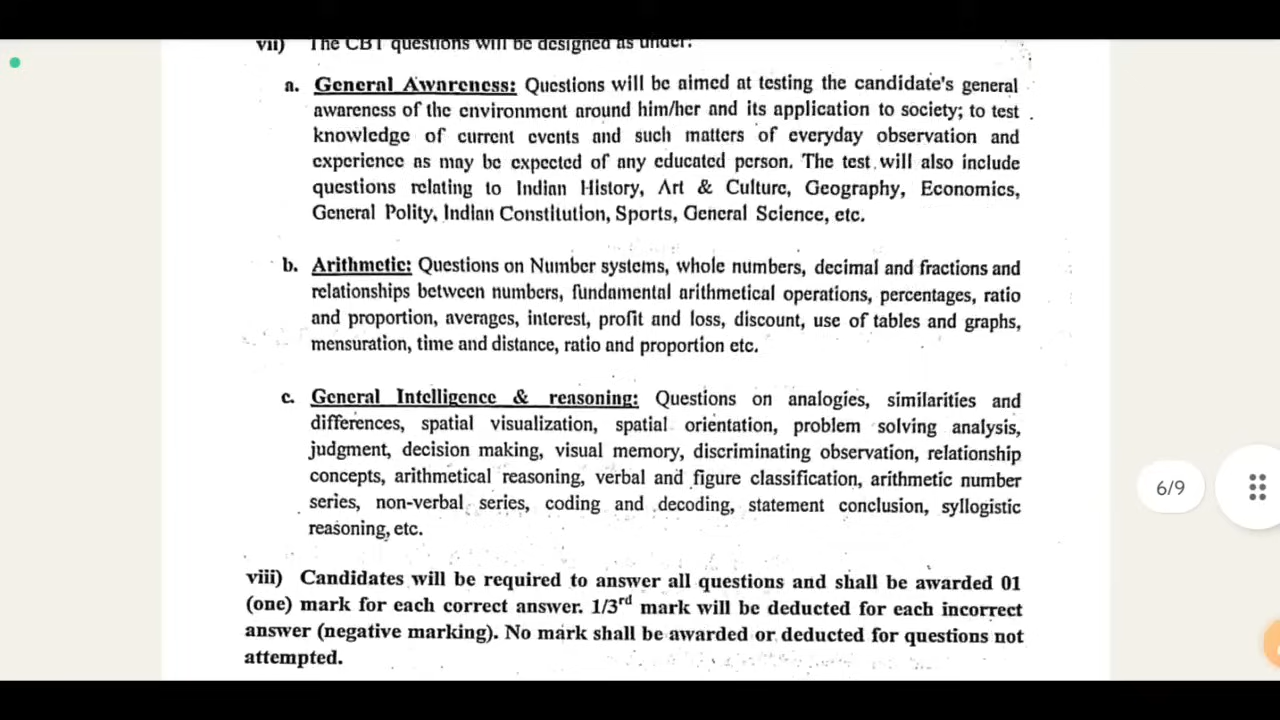 vii) The CBT questions will be designed as under:
a. General Awareness: Questions will be aimed at testing the candidate's general
awareness of the environment around him/her and its application to society; to test
knowledge of current events and such matters of everyday observation and
experience as may be expected of any educated person. The test will also include
questions relating to Indian History, Art & Culture, Geography, Economics,
General Polity, Indian Constitution, Sports, General Science, etc.
b. Arithmetic: Questions on Number systems, whole numbers, decimal and fractions and
relationships between numbers, fundamental arithmetical operations, percentages, ratio
and proportion, averages, interest, profit and loss, discount, use of tables and graphs,
mensuration, time and distance, ratio and proportion etc.
c. General Intelligence & reasoning: Questions on analogies, similarities and
differences, spatial visualization, spatial orientation, problem solving analysis,
judgment, decision making, visual memory, discriminating observation, relationship
concepts, arithmetical reasoning, verbal and figure classification, arithmetic number
series, non-verbal series, coding and decoding, statement conclusion, syllogistic
reasoning, etc.
6/9
viii) Candidates will be required to answer all questions and shall be awarded 01
(one) mark for each correct answer. 1/3rd mark will be deducted for each incorrect
answer (negative marking). No mark shall be awarded or deducted for questions not
attempted.